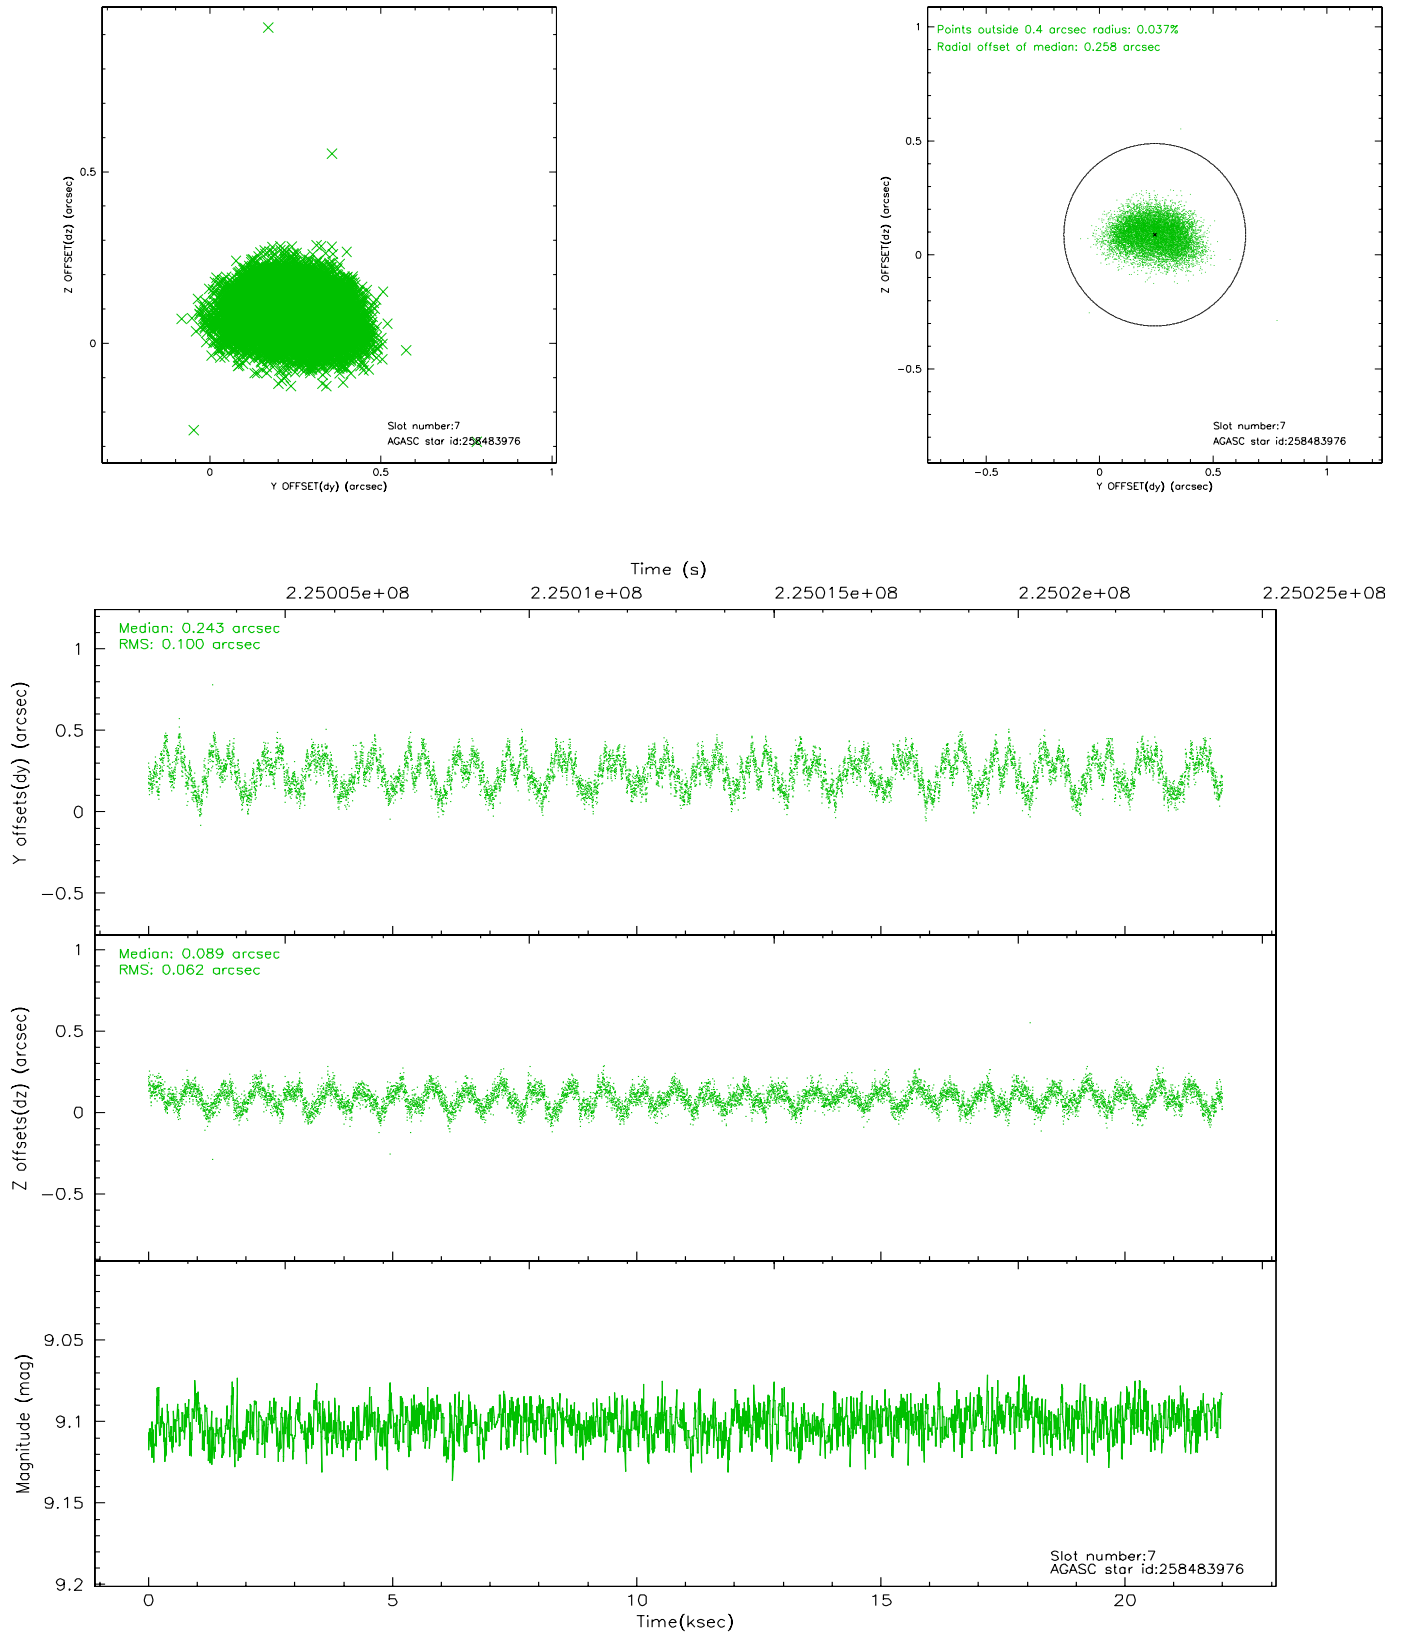 Z OFFSET(dz) (arcsec)
0.5
0
Slot number:7
AGASC star id:258483976
0 0.5 1
Y OFFSET(dy) (arcsec)
Points outside 0.4 arcsec radius: 0.037%
Radial offset of median: 0.258 arcsec
Z OFFSET(dz) (arcsec)
1
0.5
0
−0.5
Slot number:7
AGASC star id:258483976
−0.5 0 0.5 1
Y OFFSET(dy) (arcsec)
Time (s)
2.25005e+08 2.2501e+08 2.25015e+08 2.2502e+08 2.25025e+08
Median: 0.243 arcsec
RMS: 0.100 arcsec
Y offsets(dy) (arcsec)
1
0.5
0
−0.5
Median: 0.089 arcsec
RMS: 0.062 arcsec
Z offsets(dz) (arcsec)
1
0.5
0
−0.5
Magnitude (mag)
9.05
9.1
9.15
9.2
Slot number:7
AGASC star id:258483976
0 5 10 15 20
Time(ksec)